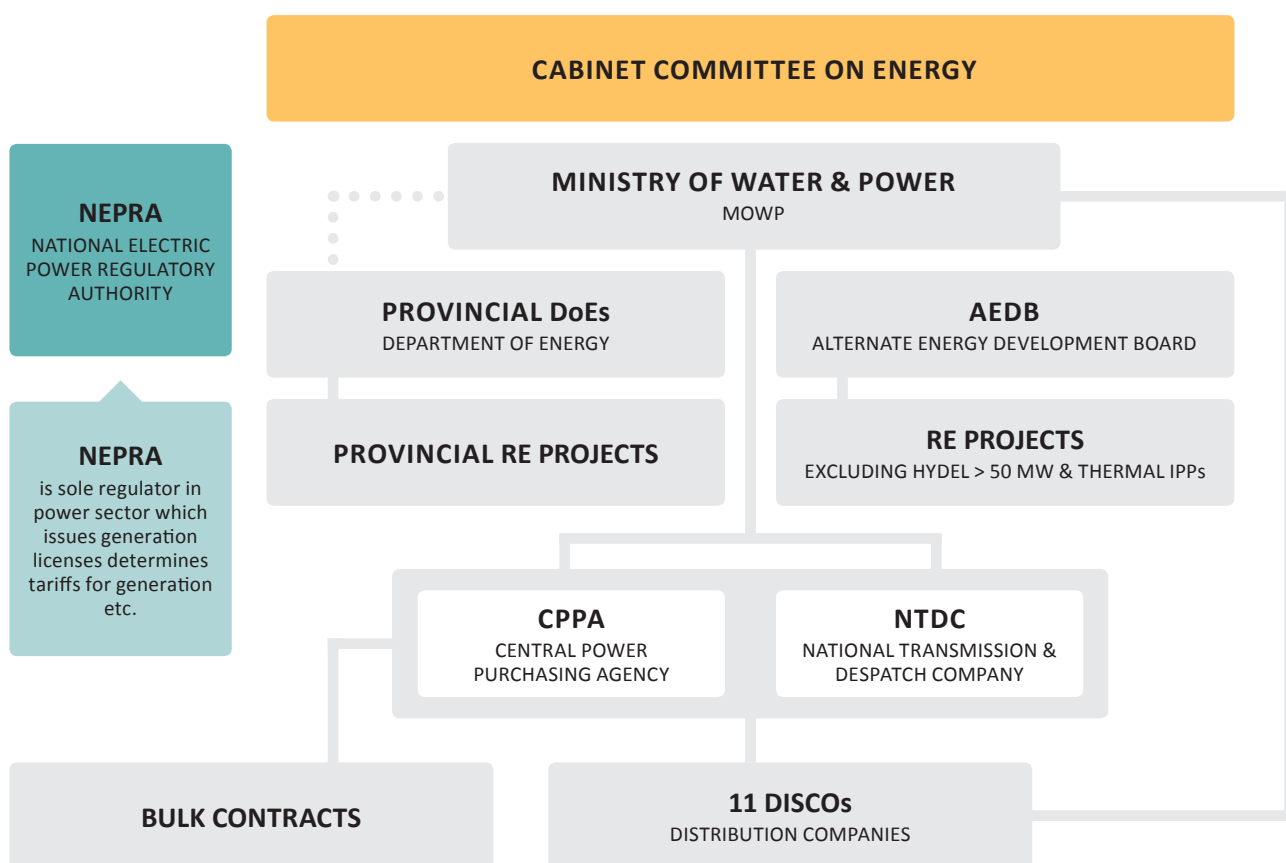 CABINET COMMITTEE ON ENERGY
NEPRA
NATIONAL ELECTRIC
POWER REGULATORY
AUTHORITY
MINISTRY OF WATER & POWER
MOWP
PROVINCIAL DoEs
DEPARTMENT OF ENERGY
AEDB
ALTERNATE ENERGY DEVELOPMENT BOARD
NEPRA
is sole regulator in
power sector which
issues generation
licenses determines
tariffs for generation
etc.
PROVINCIAL RE PROJECTS
RE PROJECTS
EXCLUDING HYDEL > 50 MW & THERMAL IPPs
CPPA
CENTRAL POWER
PURCHASING AGENCY
NTDC
NATIONAL TRANSMISSION &
DESPATCH COMPANY
BULK CONTRACTS
11 DISCOs
DISTRIBUTION COMPANIES